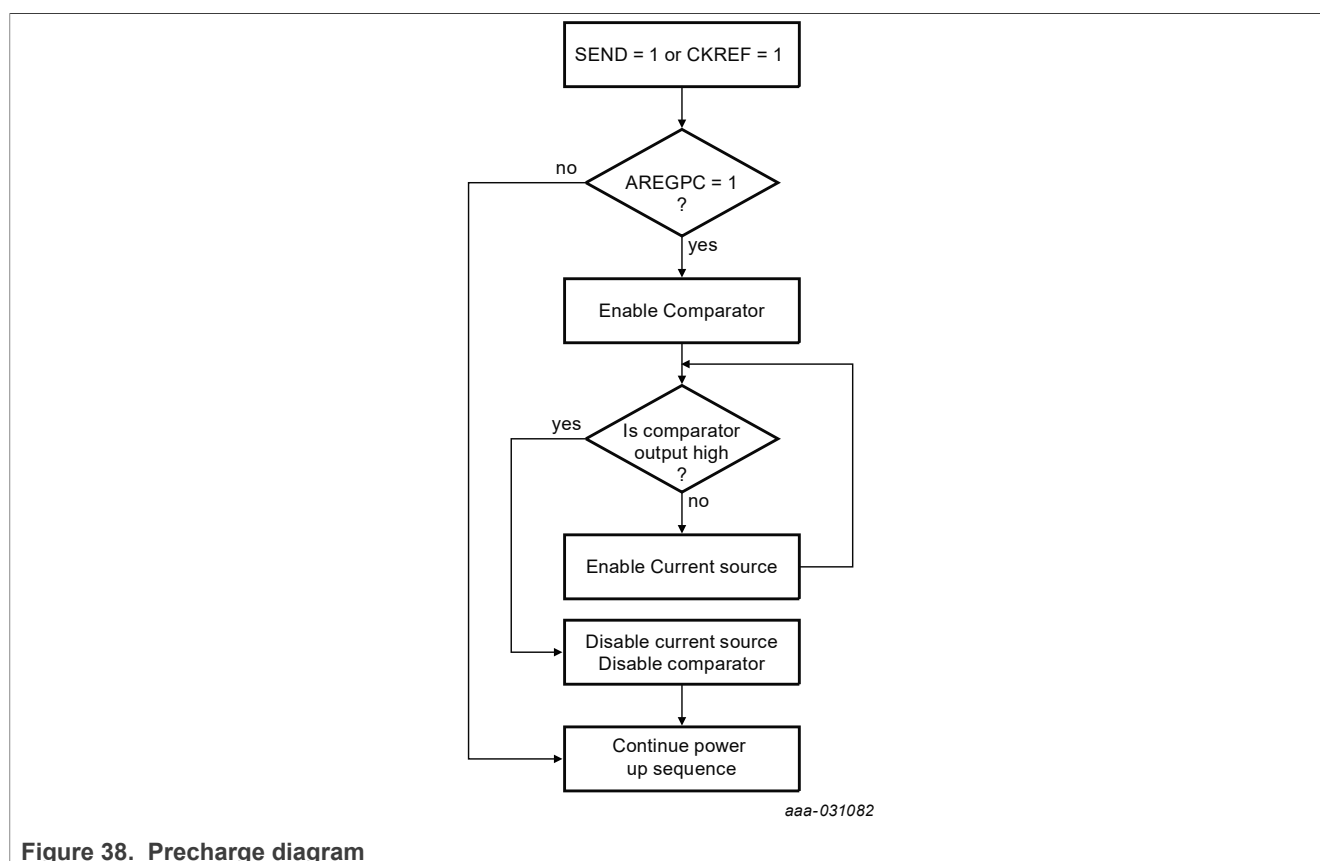 SEND = 1 or CKREF = 1
no
AREGPC = 1
?
yes
Enable Comparator
yes
Is comparator
output high
?
no
Enable Current source
Disable current source
Disable comparator
Continue power
up sequence
aaa-031082
Figure 38. Precharge diagram